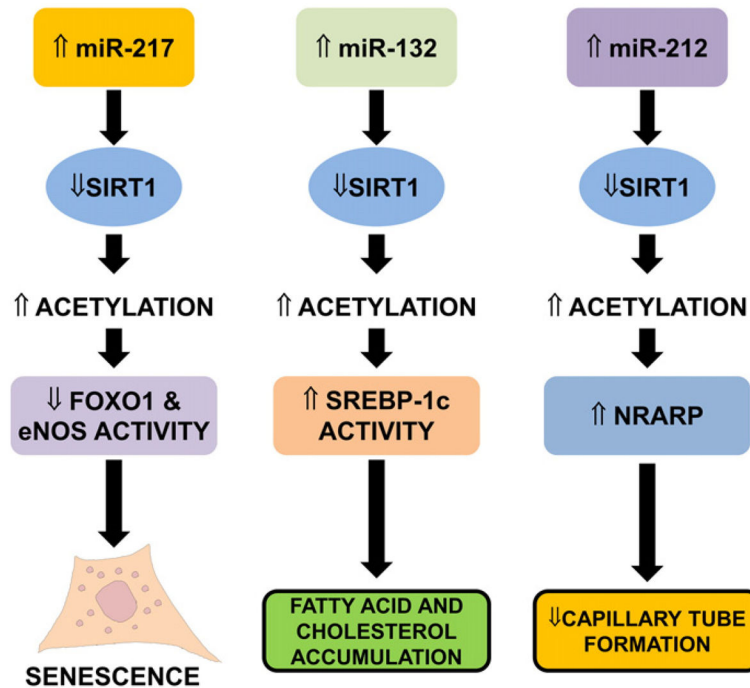 ⇑ miR-217
⇓SIRT1
⇑ ACETYLATION
⇓ FOXO1 &
eNOS ACTIVITY
SENESCENCE
⇑ miR-132
⇓SIRT1
⇑ ACETYLATION
⇑ SREBP-1c
ACTIVITY
FATTY ACID AND
CHOLESTEROL
ACCUMULATION
⇑ miR-212
⇓SIRT1
⇑ ACETYLATION
⇑ NRARP
⇓CAPILLARY TUBE
FORMATION